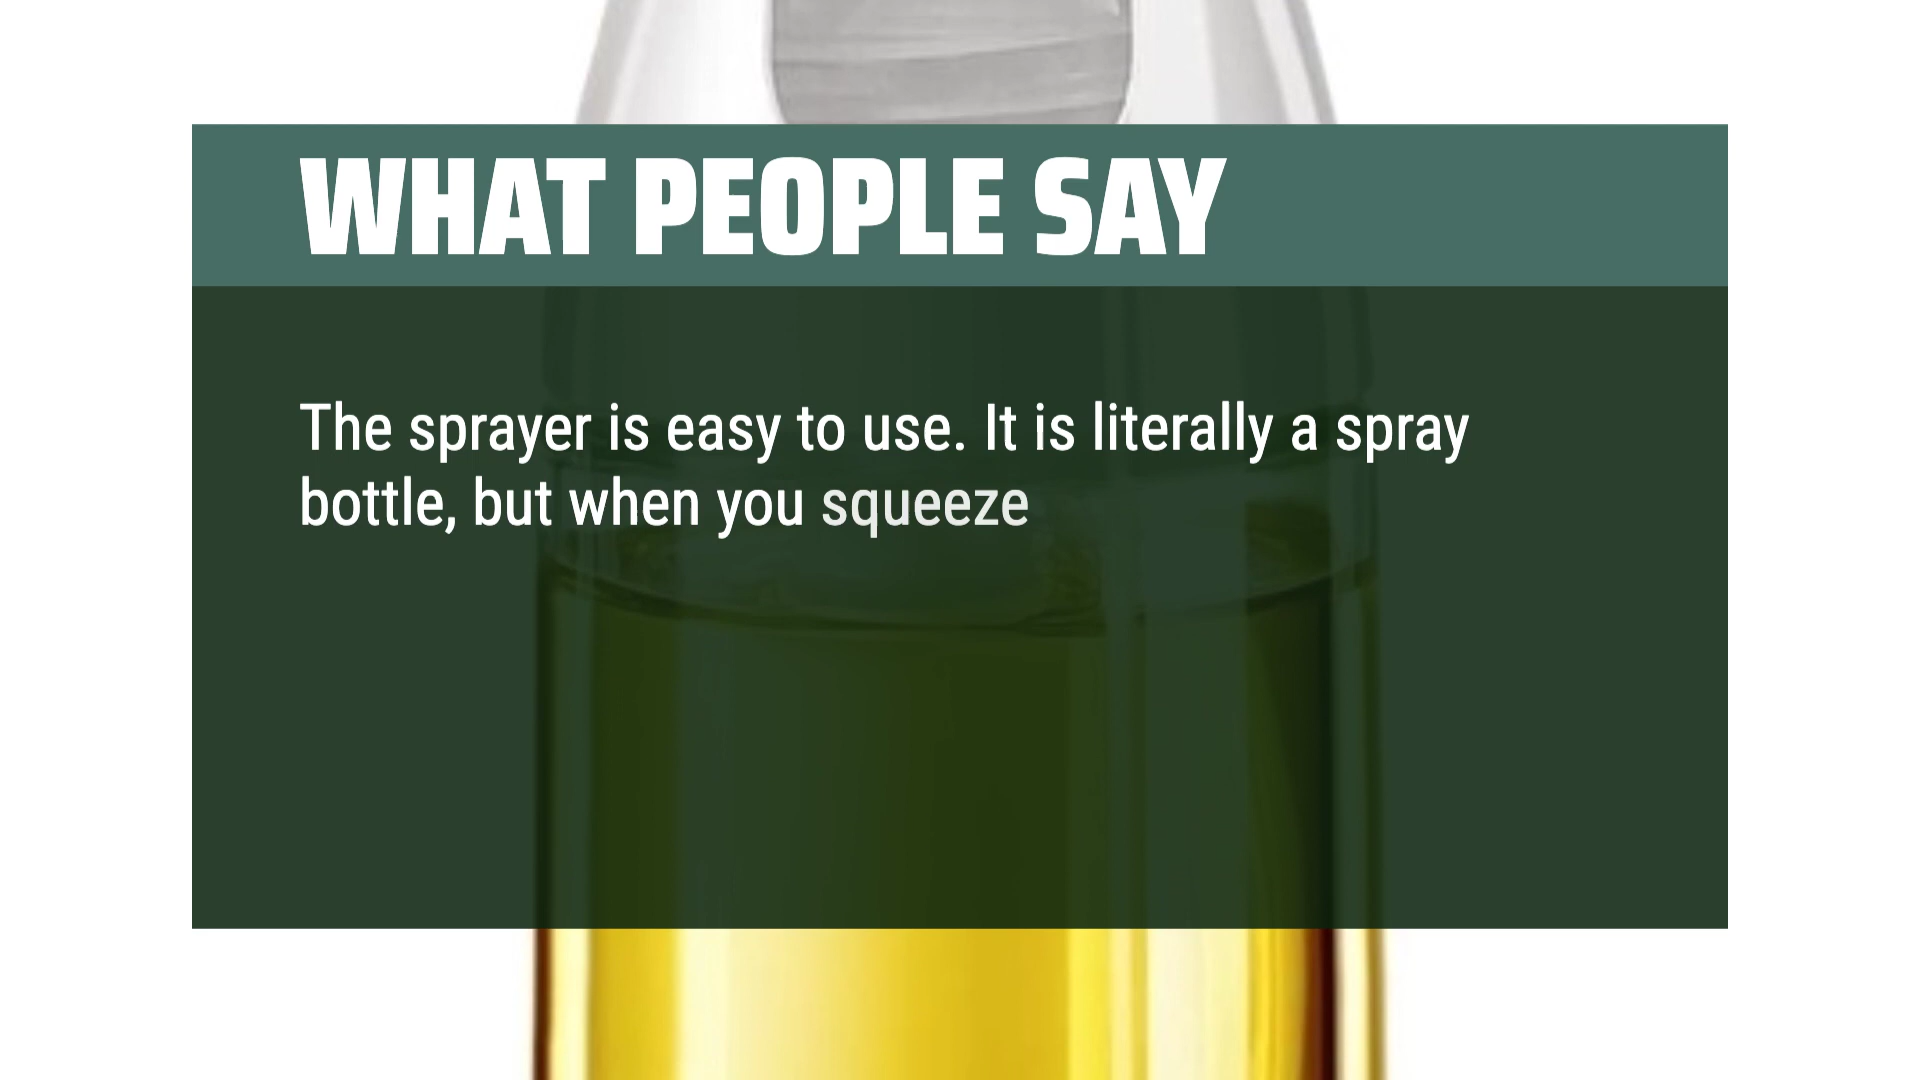 WHAT PEOPLE SAY
The sprayer is easy to use. It is literally a spray
bottle, but when you squeeze